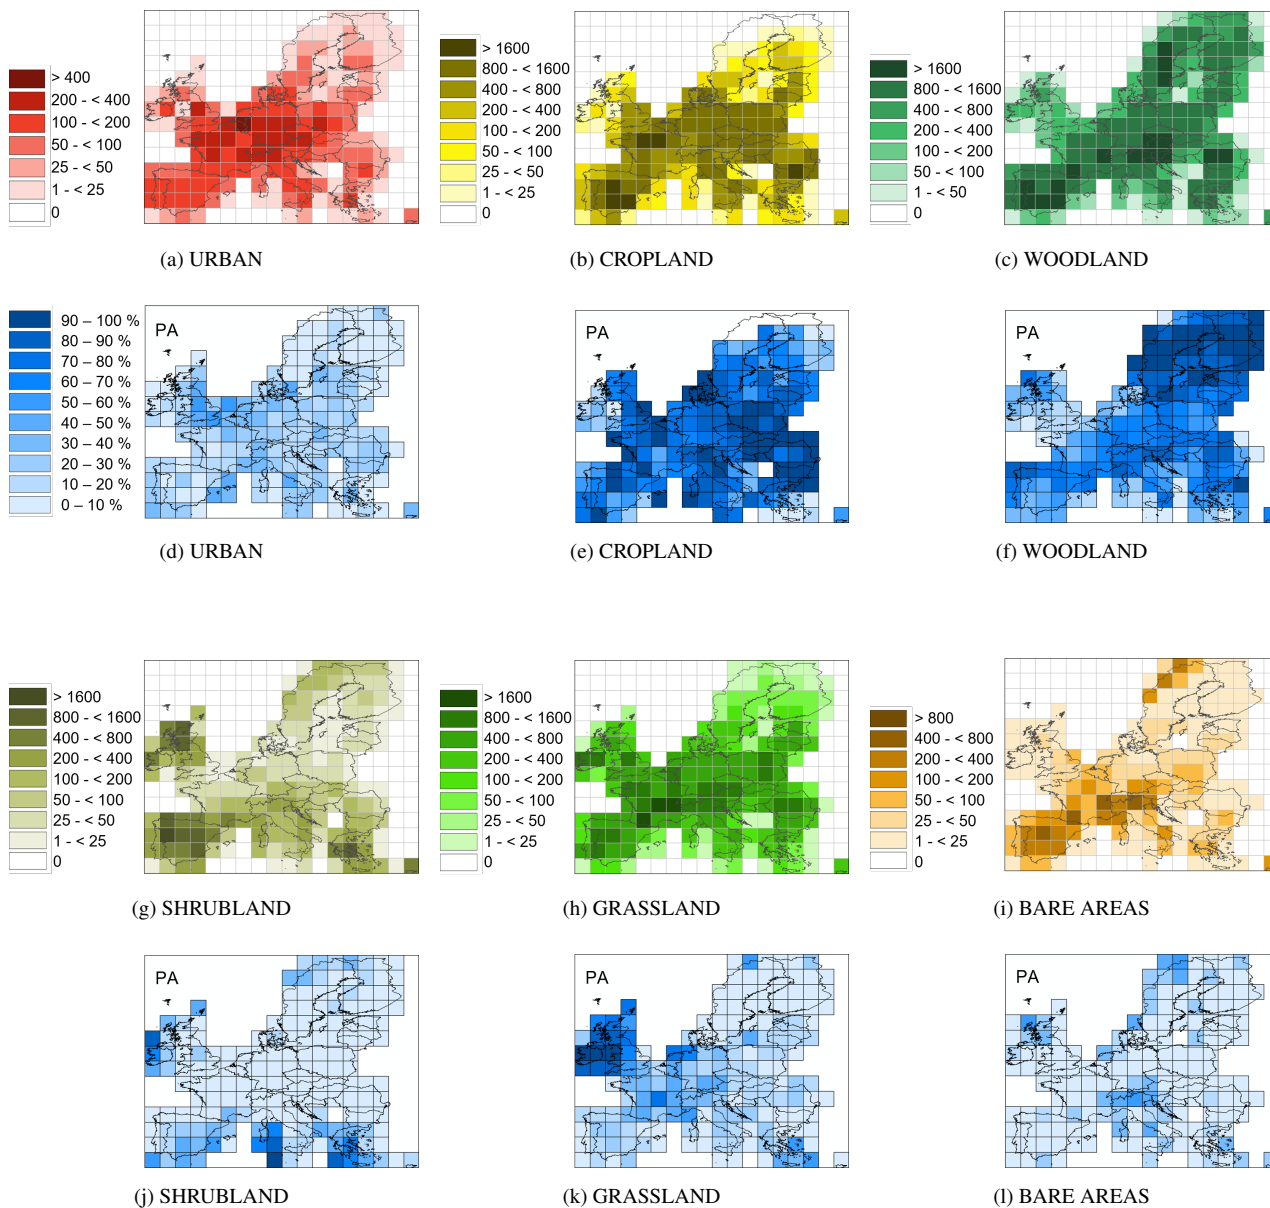 > 400
200 - < 400
100 - < 200
50 - < 100
25 - < 50
1 - < 25
0
(a) URBAN
> 1600
800 - < 1600
400 - < 800
200 - < 400
100 - < 200
50 - < 100
25 - < 50
1 - < 25
0
(b) CROPLAND
> 1600
800 - < 1600
400 - < 800
200 - < 400
100 - < 200
50 - < 100
1 - < 50
0
(c) WOODLAND
90 – 100 %
80 – 90 %
70 – 80 %
60 – 70 %
50 – 60 %
40 – 50 %
30 – 40 %
20 – 30 %
10 – 20 %
0 – 10 %
PA
(d) URBAN
PA
(e) CROPLAND
PA
(f) WOODLAND
> 1600
800 - < 1600
400 - < 800
200 - < 400
100 - < 200
50 - < 100
25 - < 50
1 - < 25
0
(g) SHRUBLAND
> 1600
800 - < 1600
400 - < 800
200 - < 400
100 - < 200
50 - < 100
25 - < 50
1 - < 25
0
(h) GRASSLAND
> 800
400 - < 800
200 - < 400
100 - < 200
50 - < 100
25 - < 50
1 - < 25
0
(i) BARE AREAS
PA
(j) SHRUBLAND
PA
(k) GRASSLAND
PA
(l) BARE AREAS